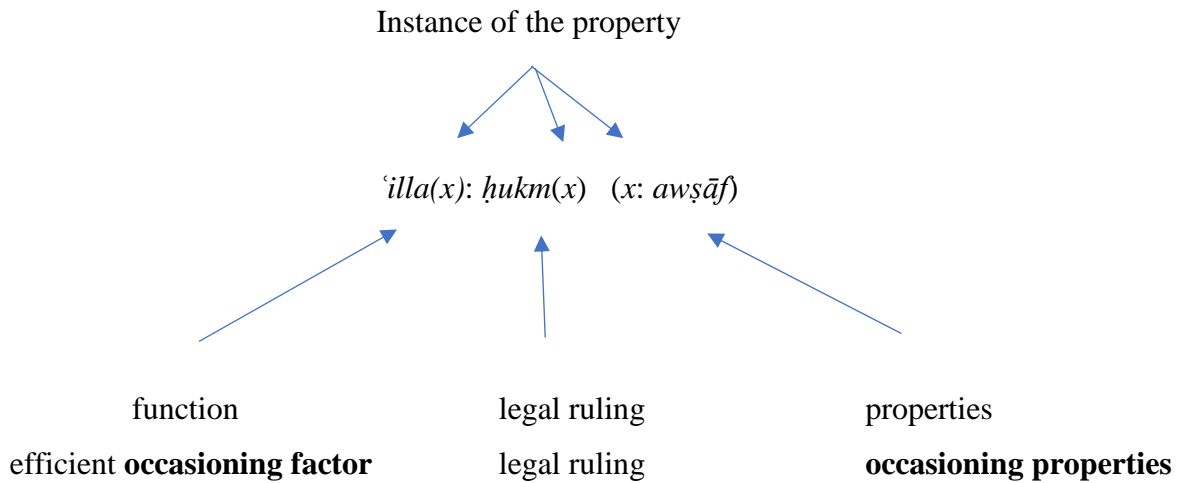 Instance of the property
ʿilla(x): ḥukm(x) (x: awṣāf)
function legal ruling properties
efficient occasioning factor legal ruling occasioning properties